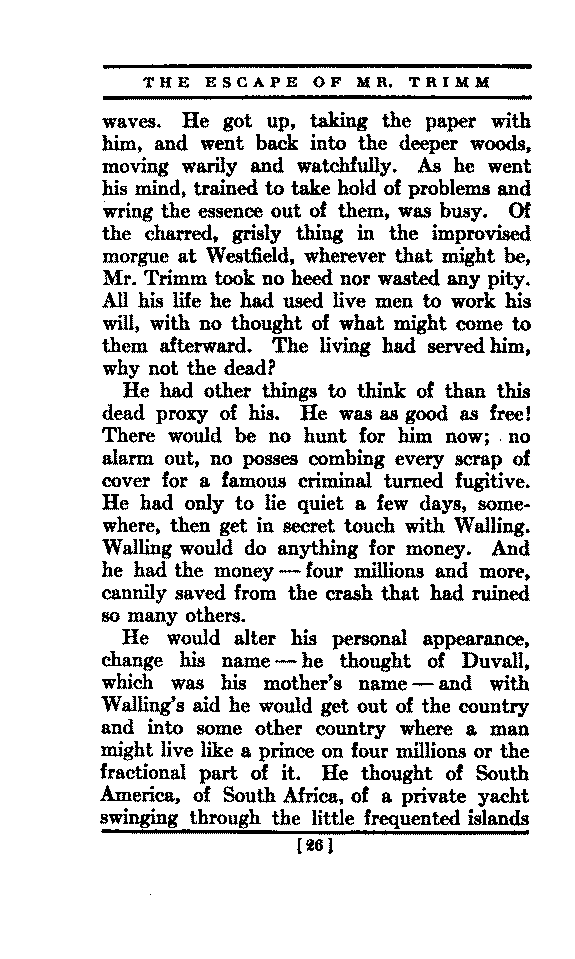 THE ESCAPE OF MR. TRIMM
waves. He got up, taking the paper with
him, and went back into the deeper woods,
moving warily and watchfully. As he went
his mind, trained to take hold of problems and
wring the essence out of them, was busy. Of
the charred, grisly thing in the improvised
morgue at Westfield, wherever that might be,
Mr. Trimm took no heed nor wasted any pity.
All his life he had used live men to work his
will, with no thought of what might come to
them afterward. The living had served him,
why not the dead?
He had other things to think of than this
dead proxy of his. He was as good as free!
There would be no hunt for him now; no
alarm out, no posses combing every scrap of
cover for a famous criminal turned fugitive.
He had only to lie quiet a few days, some-
where, then get in secret touch with Walling.
Walling would do anything for money. And
he had the money — four millions and more,
cannily saved from the crash that had ruined
so many others.
He would alter his personal appearance,
change his name — he thought of Duvall,
which was his mother's name — and with
Walling's aid he would get out of the country
and into some other country where a man
might live like a prince on four millions or the
fractional part of it. He thought of South
America, of South Africa, of a private yacht
swinging through the little frequented islands
[26]